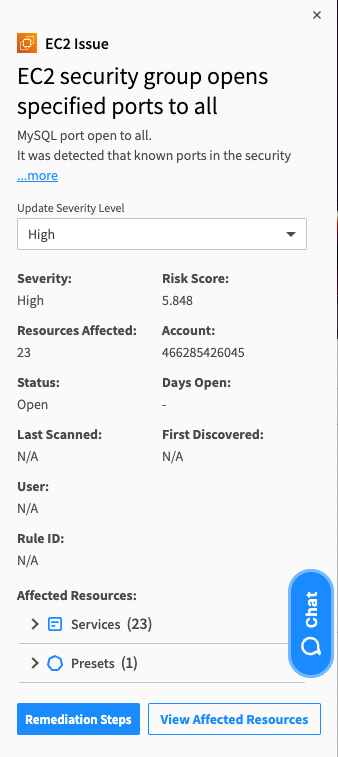 EC2 Issue
EC2 security group opens
specified ports to all
MySQL port open to all.
It was detected that known ports in the security
...more
Update Severity Level
High
Severity: Risk Score:
High 5.848
Resources Affected: Account:
23 466285426045
Status: Days Open:
Open -
Last Scanned: First Discovered:
N/A N/A
User:
N/A
Rule ID:
N/A
Affected Resources:
Services (23)
Presets (1)
Chat
Remediation Steps View Affected Resources